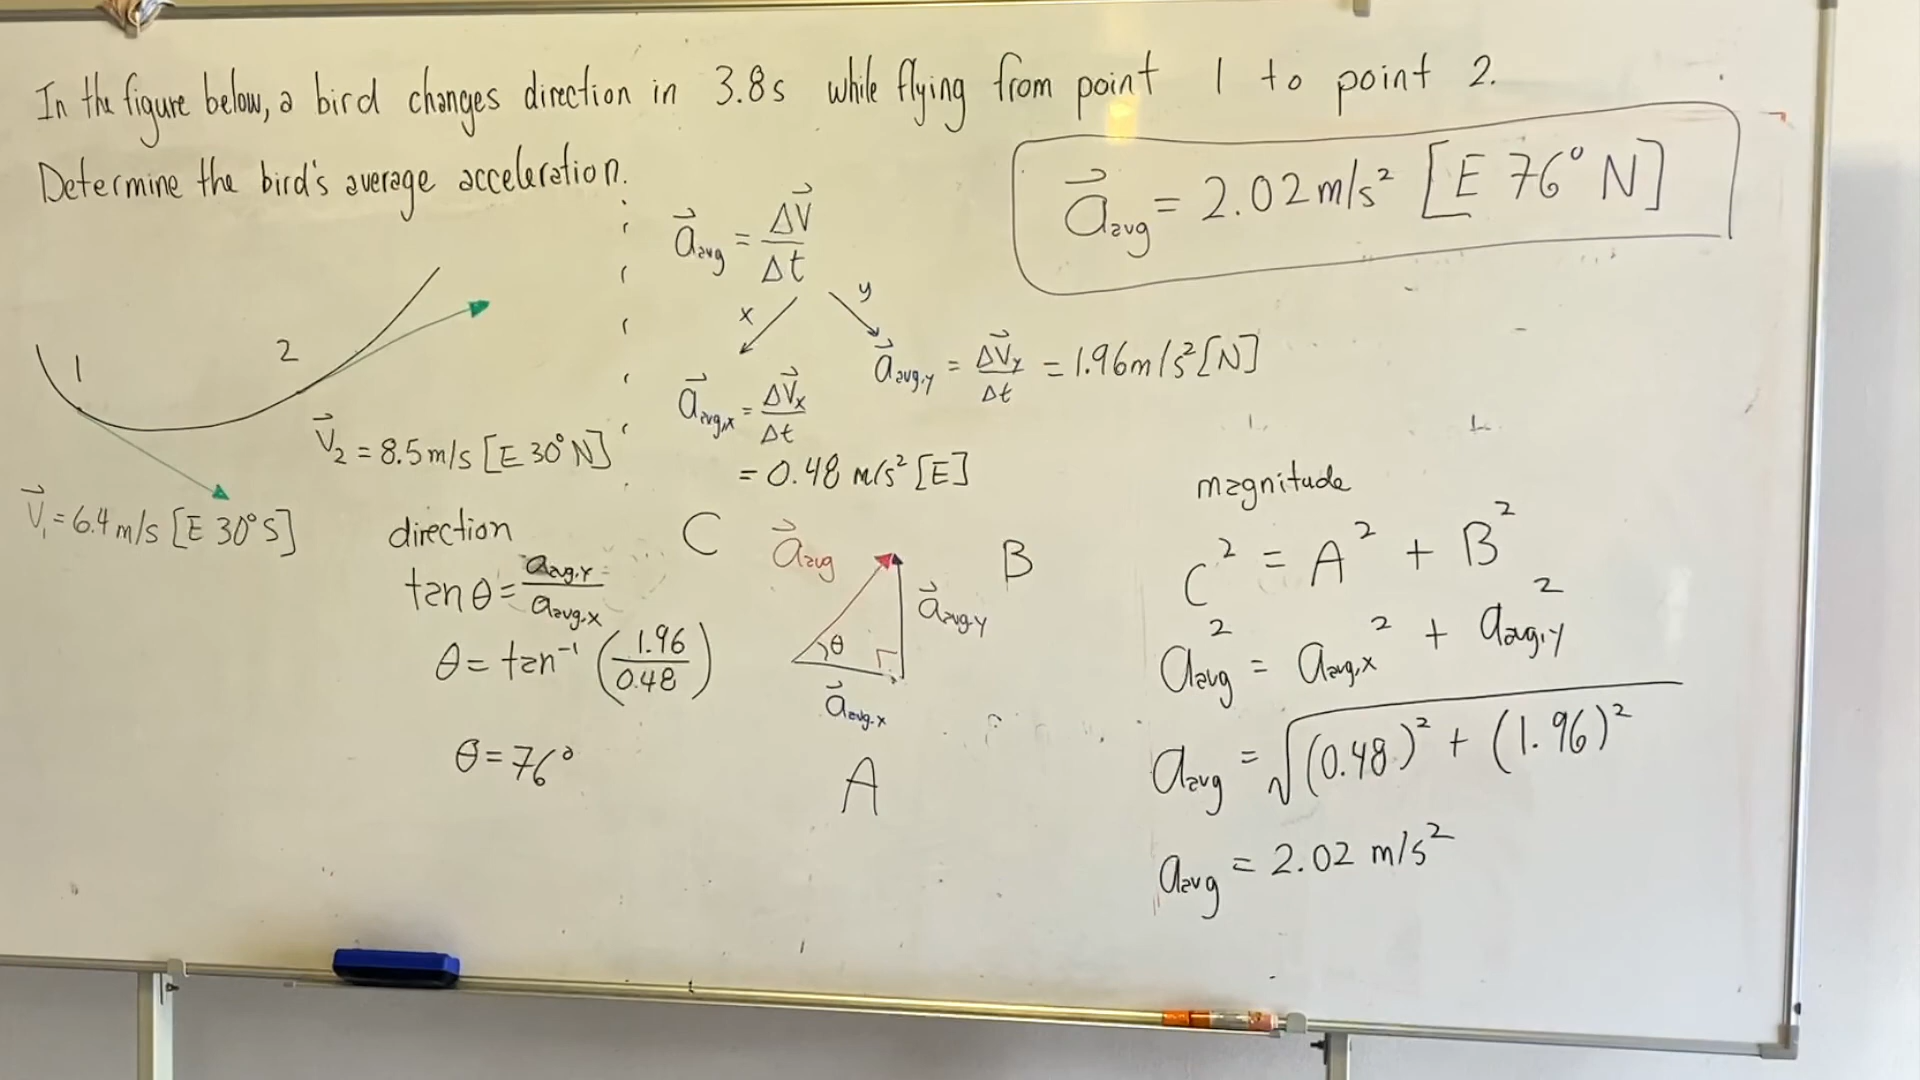 In the figure below, a bird changes direction in 3.8s while flying from point 1 to point 2.
Determine the bird's average acceleration.
a⃗avg = 2.02 m/s² [E 76° N]
a⃗avg = ΔV⃗/Δt
x
y
a⃗avg,y = ΔV⃗y/Δt = 1.96 m/s² [N]
a⃗avg,x = ΔV⃗x/Δt
= 0.48 m/s² [E]
1
2
V⃗2 = 8.5 m/s [E 30° N]
V⃗1 = 6.4 m/s [E 30° S]
direction
tan θ = aavg,y/aavg,x
θ = tan⁻¹ (1.96/0.48)
θ = 76°
C
a⃗avg
B
a⃗avg,y
θ
a⃗avg,x
A
magnitude
C² = A² + B²
aavg² = aavg,x² + aavg,y²
aavg = √(0.48)² + (1.96)²
aavg = 2.02 m/s²